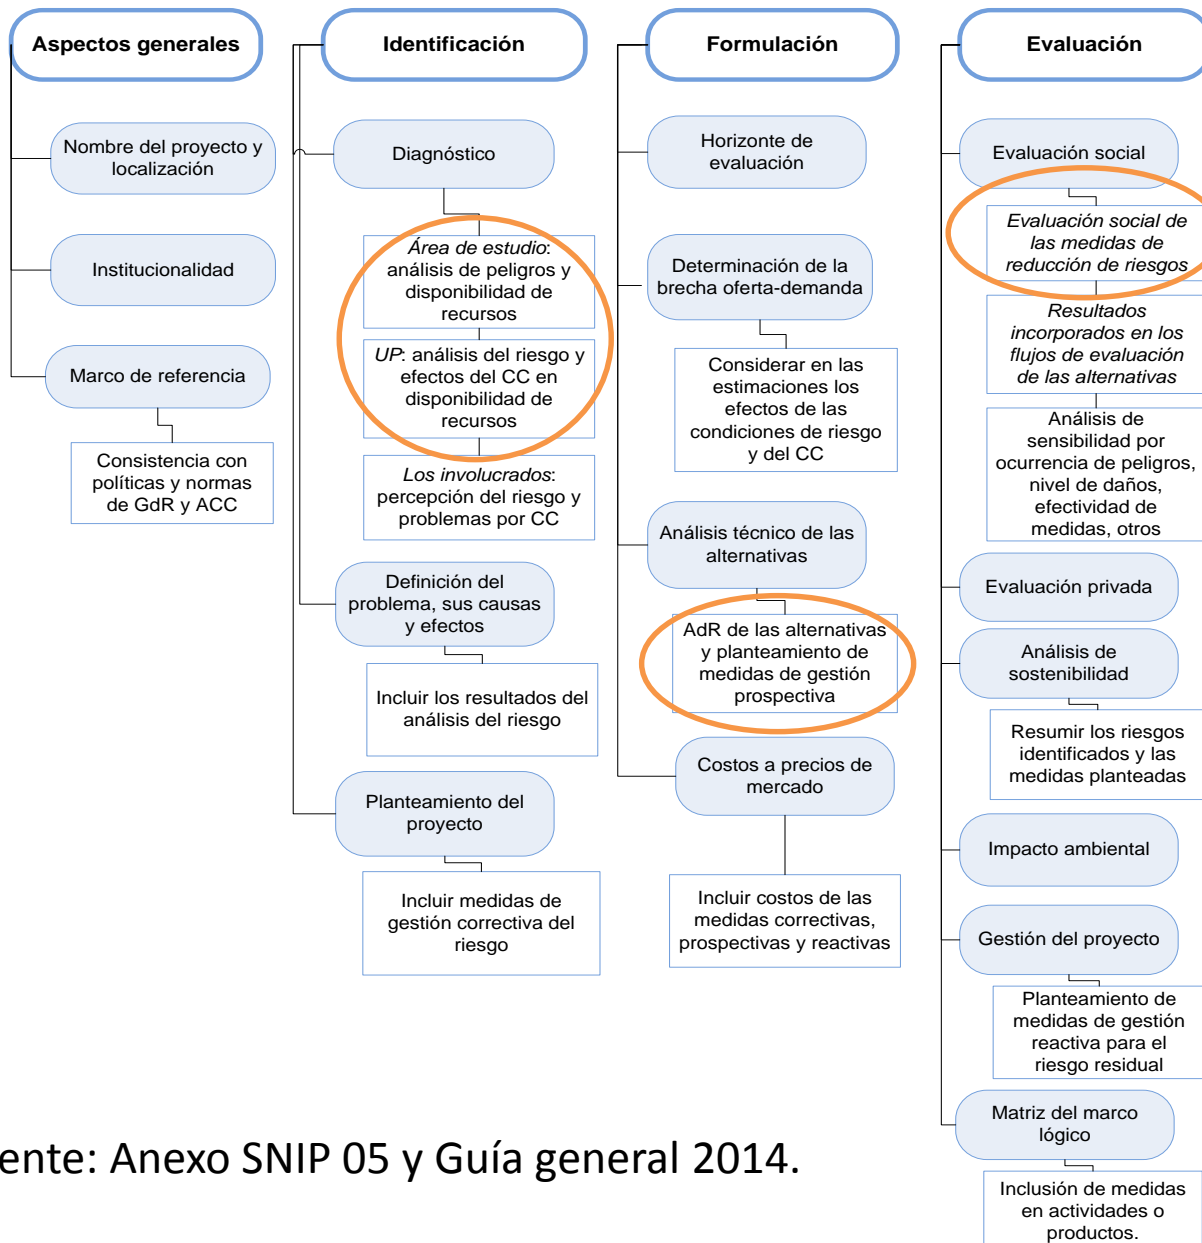 Aspectos generales
Nombre del proyecto y
localización
Institucionalidad
Marco de referencia
Consistencia con
políticas y normas
de GdR y ACC
Identificación
Diagnóstico
Área de estudio:
análisis de peligros y
disponibilidad de
recursos
UP: análisis del riesgo y
efectos del CC en
disponibilidad de
recursos
Los involucrados:
percepción del riesgo y
problemas por CC
Definición del
problema, sus causas
y efectos
Incluir los resultados del
análisis del riesgo
Planteamiento del
proyecto
Incluir medidas de
gestión correctiva del
riesgo
Formulación
Horizonte de
evaluación
Determinación de la
brecha oferta-demanda
Considerar en las
estimaciones los
efectos de las
condiciones de riesgo
y del CC
Análisis técnico de las
alternativas
AdR de las alternativas
y planteamiento de
medidas de gestión
prospectiva
Costos a precios de
mercado
Incluir costos de las
medidas correctivas,
prospectivas y reactivas
Evaluación
Evaluación social
Evaluación social de
las medidas de
reducción de riesgos
Resultados
incorporados en los
flujos de evaluación
de las alternativas
Análisis de
sensibilidad por
ocurrencia de peligros,
nivel de daños,
efectividad de
medidas, otros
Evaluación privada
Análisis de
sostenibilidad
Resumir los riesgos
identificados y las
medidas planteadas
Impacto ambiental
Gestión del proyecto
Planteamiento de
medidas de gestión
reactiva para el
riesgo residual
Matriz del marco
lógico
Inclusión de medidas
en actividades o
productos.
ente: Anexo SNIP 05 y Guía general 2014.